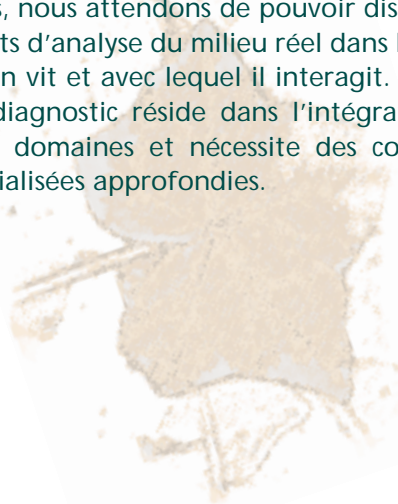 s, nous attendons de pouvoir dis
ts d'analyse du milieu réel dans l
n vit et avec lequel il interagit.
diagnostic réside dans l'intégra
domaines et nécessite des co
ialisées approfondies.